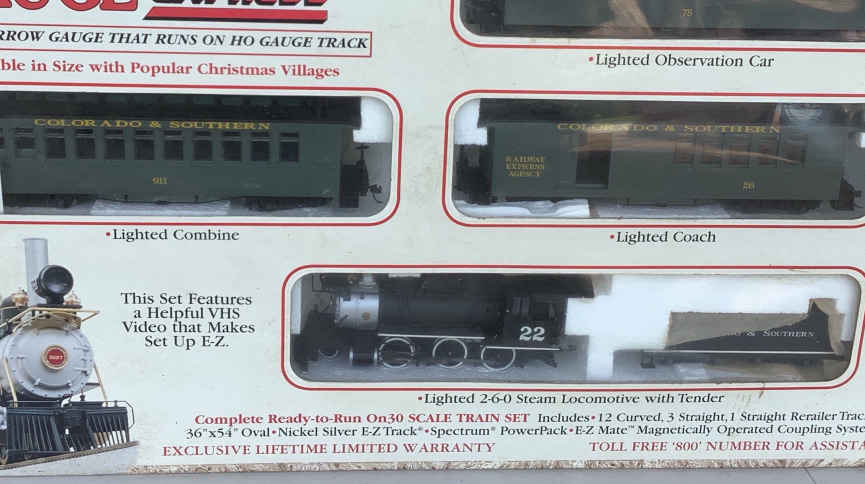 75
•Lighted Observation Car
RROW GAUGE THAT RUNS ON HO GAUGE TRACK
ble in Size with Popular Christmas Villages
COLORADO & SOUTHERN
911
•Lighted Combine
COLORADO & SOUTHERN
RAILWAY
EXPRESS
AGENCY
26
•Lighted Coach
This Set Features
a Helpful VHS
Video that Makes
Set Up E-Z.
22
& SOUTHERN
•Lighted 2-6-0 Steam Locomotive with Tender
Complete Ready-to-Run On30 SCALE TRAIN SET Includes•12 Curved, 3 Straight, 1 Straight Rerailer Trac
36"x54" Oval•Nickel Silver E-Z Track®•Spectrum® PowerPack•E-Z Mate™ Magnetically Operated Coupling Syste
EXCLUSIVE LIFETIME LIMITED WARRANTY
TOLL FREE '800' NUMBER FOR ASSISTA